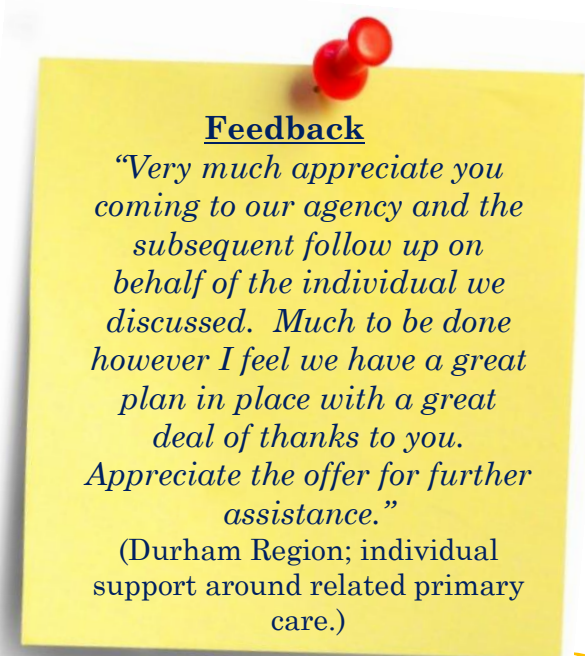 Feedback
“Very much appreciate you
coming to our agency and the
subsequent follow up on
behalf of the individual we
discussed.  Much to be done
however I feel we have a great
plan in place with a great
deal of thanks to you.
Appreciate the offer for further
assistance.”
(Durham Region; individual
support around related primary
care.)